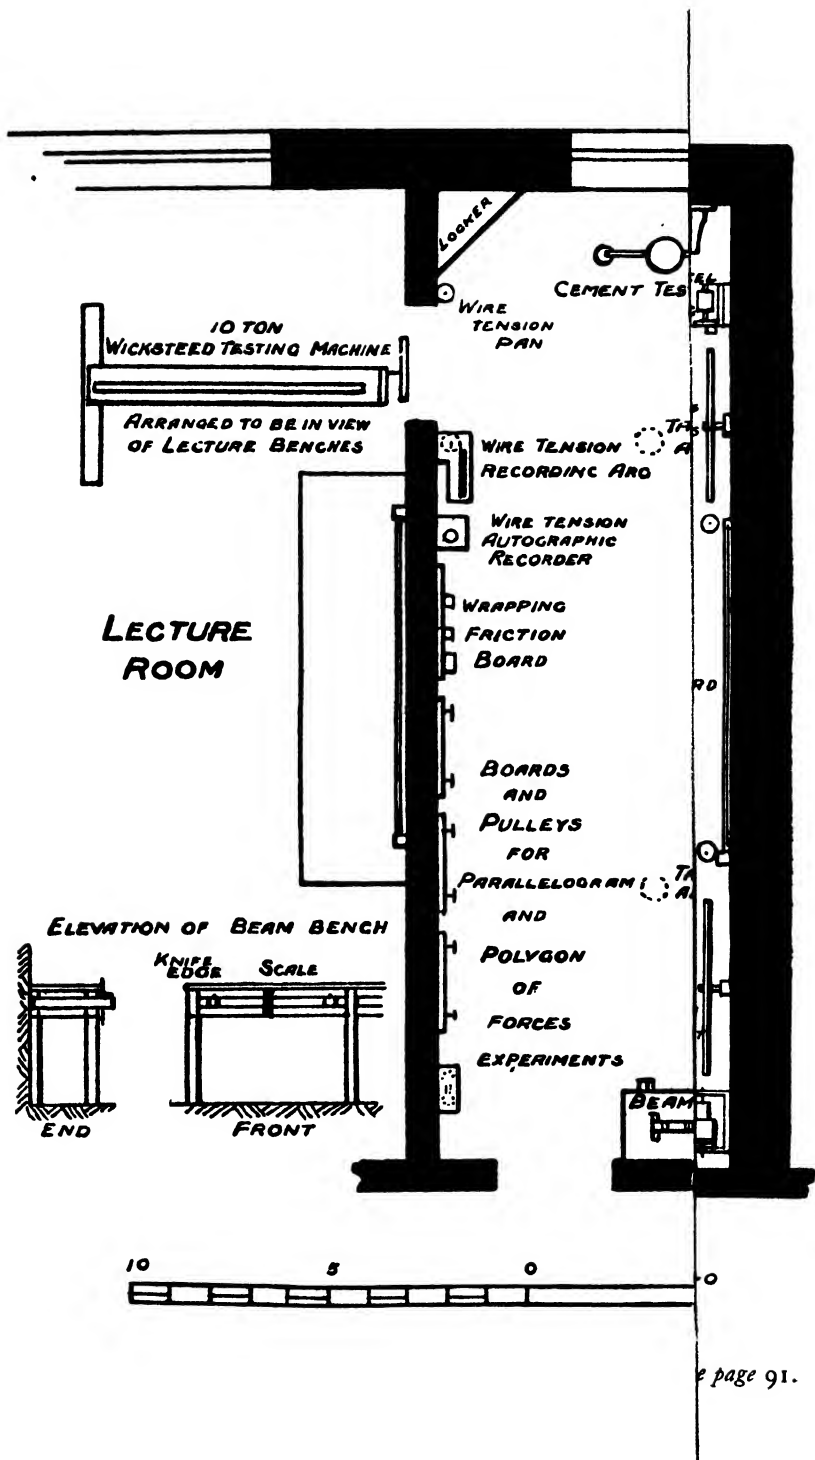 LOCKER
CEMENT TES
WIRE
TENSION
PAN
10 TON
WICKSTEED TESTING MACHINE
ARRANGED TO BE IN VIEW
OF LECTURE BENCHES
WIRE TENSION
RECORDING ARO
WIRE TENSION
AUTOGRAPHIC
RECORDER
WRAPPING
FRICTION
BOARD
LECTURE
ROOM
RD
BOARDS
AND
PULLEYS
FOR
PARALLELOGRAM
AND
POLYGON
OF
FORCES
EXPERIMENTS
ELEVATION OF BEAM BENCH
KNIFE
EDGE
SCALE
END
FRONT
BEAM
10 5 0
0
e page 91.